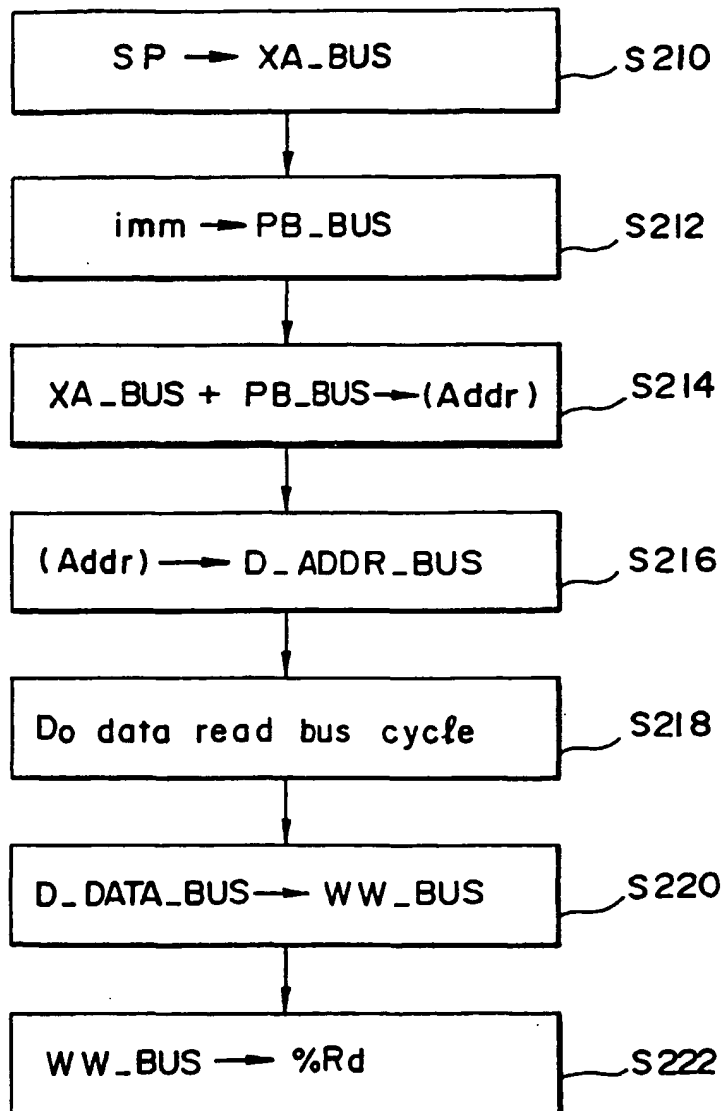 SP → XA_BUS S210
imm → PB_BUS S212
XA_BUS + PB_BUS → (Addr) S214
(Addr) → D_ADDR_BUS S216
Do data read bus cycle S218
D_DATA_BUS → WW_BUS S220
WW_BUS → %Rd S222